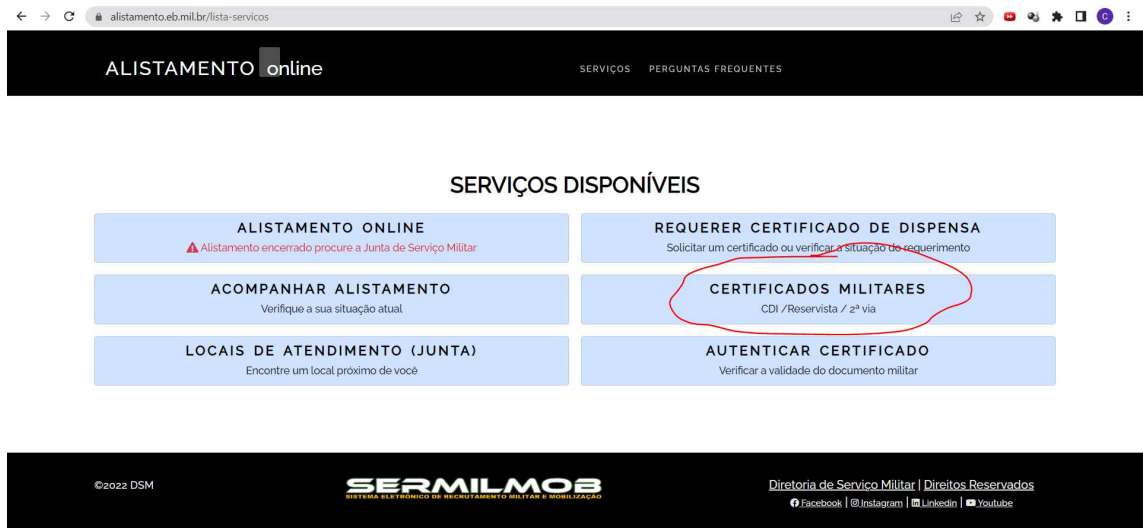 alistamento.eb.mil.br/lista-servicos
C
ALISTAMENTO online
SERVIÇOS PERGUNTAS FREQUENTES
SERVIÇOS DISPONÍVEIS
ALISTAMENTO ONLINE
Alistamento encerrado procure a Junta de Serviço Militar
REQUERER CERTIFICADO DE DISPENSA
Solicitar um certificado ou verificar a situação do requerimento
ACOMPANHAR ALISTAMENTO
Verifique a sua situação atual
CERTIFICADOS MILITARES
CDI /Reservista / 2ª via
LOCAIS DE ATENDIMENTO (JUNTA)
Encontre um local próximo de você
AUTENTICAR CERTIFICADO
Verificar a validade do documento militar
©2022 DSM
SERMILMOB
SISTEMA ELETRÔNICO DE RECRUTAMENTO MILITAR E MOBILIZAÇÃO
Diretoria de Serviço Militar | Direitos Reservados
Facebook | Instagram | Linkedin | Youtube